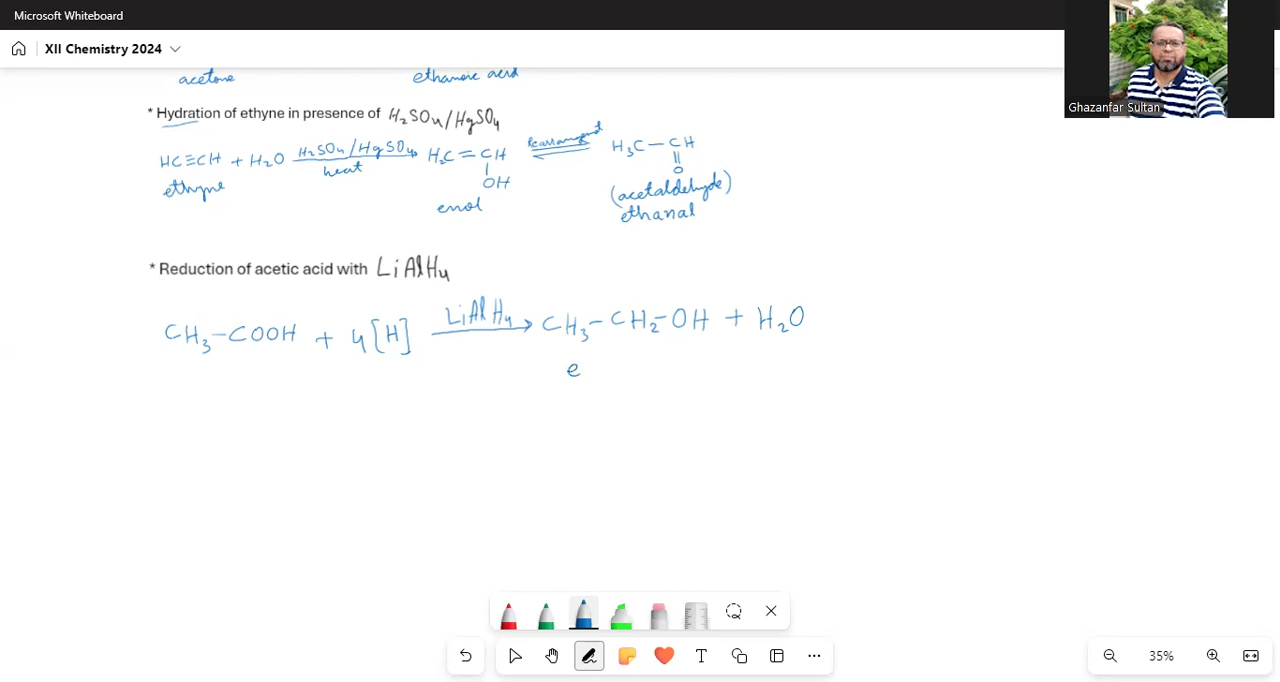 Microsoft Whiteboard
XII Chemistry 2024
Ghazanfar Sultan
acetone ethanoic acid
* Hydration of ethyne in presence of H₂SO₄/HgSO₄
HC≡CH + H₂O H₂SO₄/HgSO₄ heat H₂C=CH Rearrangement H₃C-CH
OH O
ethyne enol (acetaldehyde)
ethanal
* Reduction of acetic acid with LiAlH₄
CH₃-COOH + 4[H] LiAlH₄ → CH₃-CH₂-OH + H₂O
e
35%